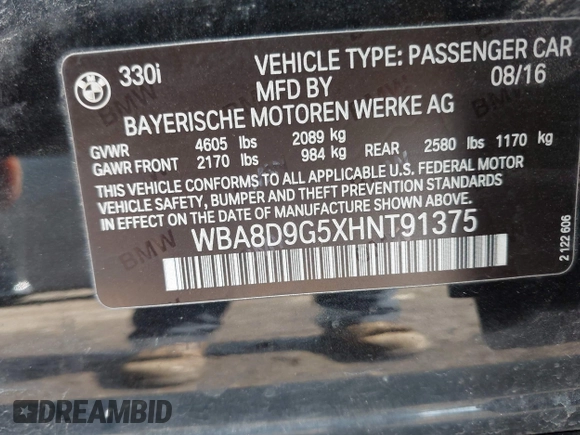 330i VEHICLE TYPE: PASSENGER CAR
MFD BY 08/16
BAYERISCHE MOTOREN WERKE AG
GVWR 4605 lbs 2089 kg
GAWR FRONT 2170 lbs 984 kg REAR 2580 lbs 1170 kg
THIS VEHICLE CONFORMS TO ALL APPLICABLE U.S. FEDERAL MOTOR
VEHICLE SAFETY, BUMPER AND THEFT PREVENTION STANDARDS
IN EFFECT ON THE DATE OF MANUFACTURE SHOWN ABOVE.
WBA8D9G5XHNT91375
2 122 606
DREAMBID